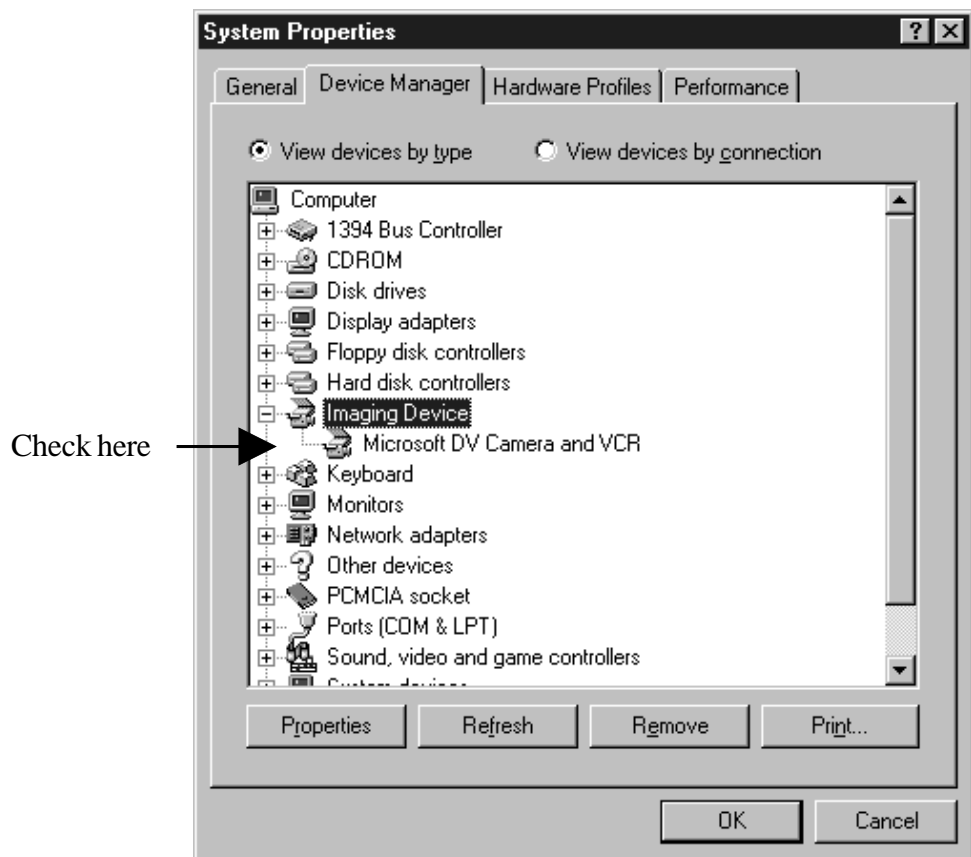 System Properties
General Device Manager Hardware Profiles Performance
View devices by type View devices by connection
Computer
1394 Bus Controller
CDROM
Disk drives
Display adapters
Floppy disk controllers
Hard disk controllers
Imaging Device
Check here Microsoft DV Camera and VCR
Keyboard
Monitors
Network adapters
Other devices
PCMCIA socket
Ports (COM & LPT)
Sound, video and game controllers
System devices
Properties Refresh Remove Print...
OK Cancel